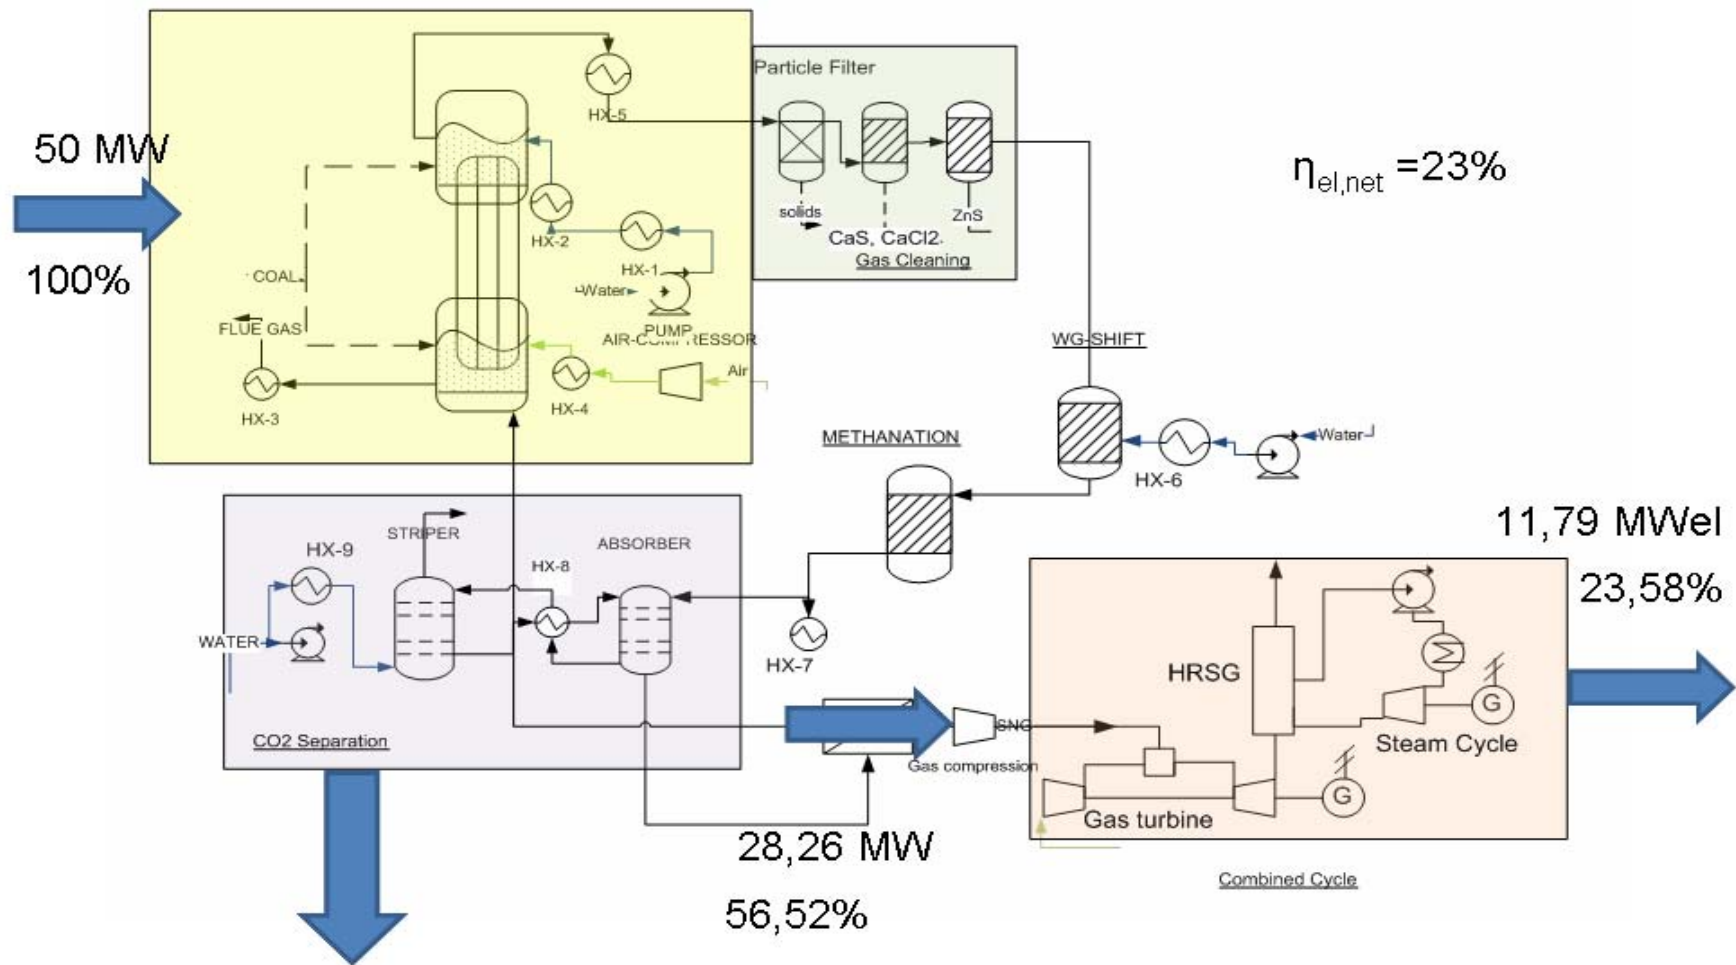 50 MW
100%
HX-5
HX-2
HX-1
COAL
Water
PUMP
FLUE GAS
AIR-COMPRESSOR
Air
HX-3
HX-4
Particle Filter
solids
ZnS
CaS, CaCl2
Gas Cleaning
ηel,net =23%
WG-SHIFT
Water
HX-6
METHANATION
STRIPER
HX-9
HX-8
ABSORBER
WATER
HX-7
CO2 Separation
SNG
Gas compression
28,26 MW
56,52%
11,79 MWel
23,58%
HRSG
G
Steam Cycle
G
Gas turbine
Combined Cycle